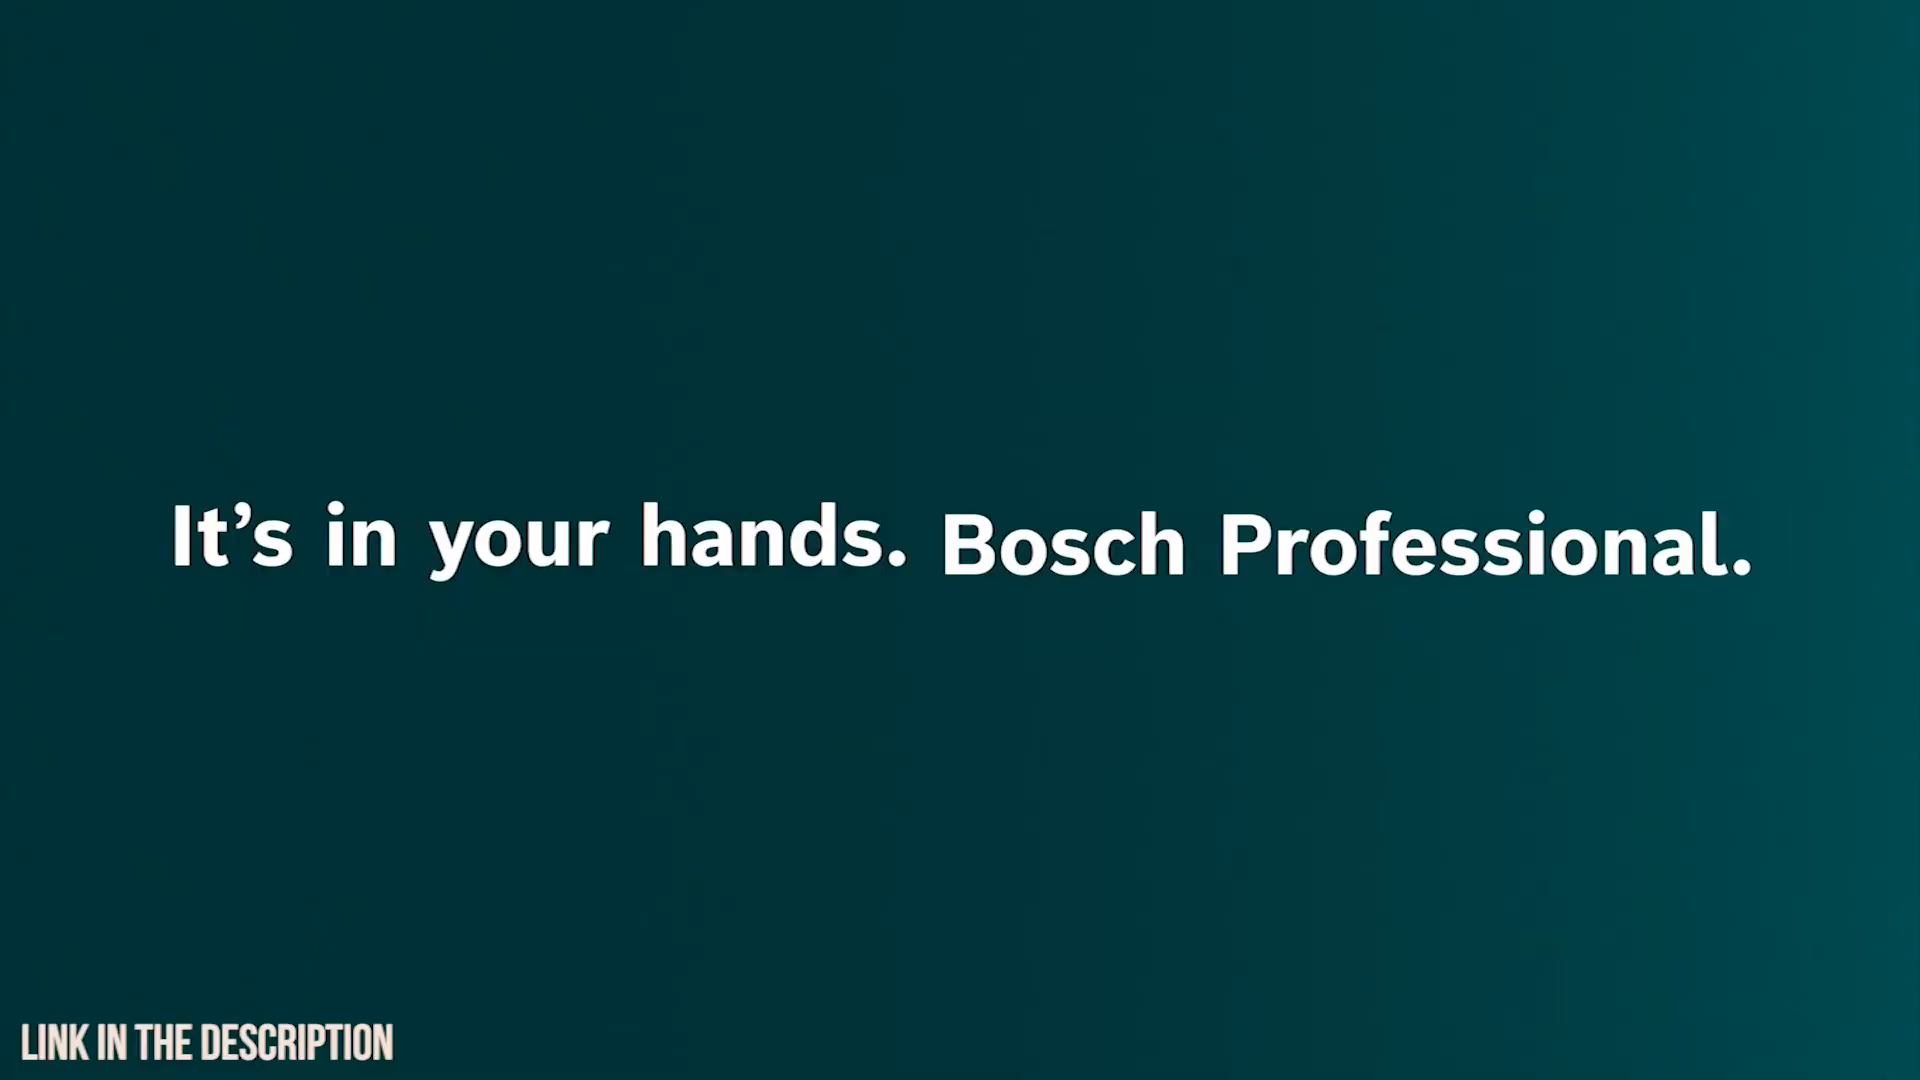 It’s in your hands. Bosch Professional.
LINK IN THE DESCRIPTION